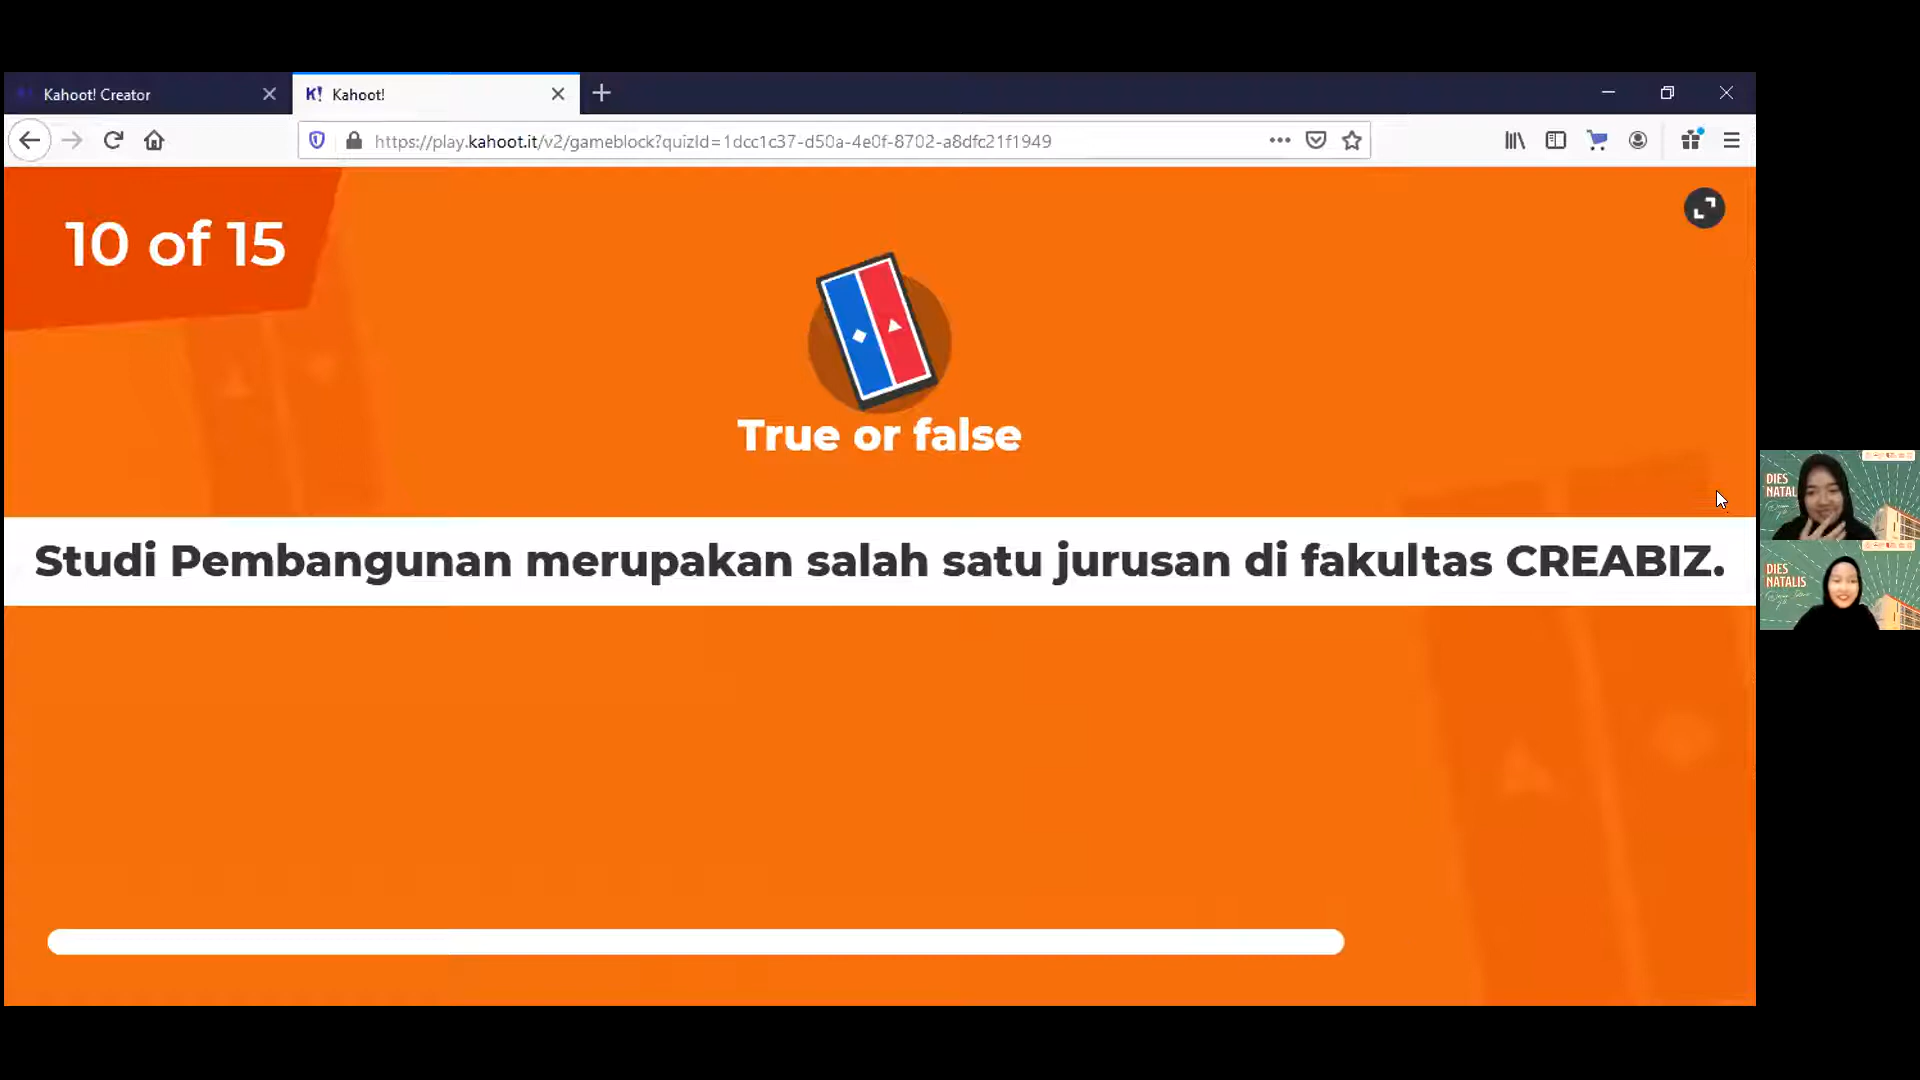 Kahoot! Creator
K! Kahoot!
https://play.kahoot.it/v2/gameblock?quizId=1dcc1c37-d50a-4e0f-8702-a8dfc21f1949
10 of 15
True or false
Studi Pembangunan merupakan salah satu jurusan di fakultas CREABIZ.
DIES
NATAL
DIES
NATALIS